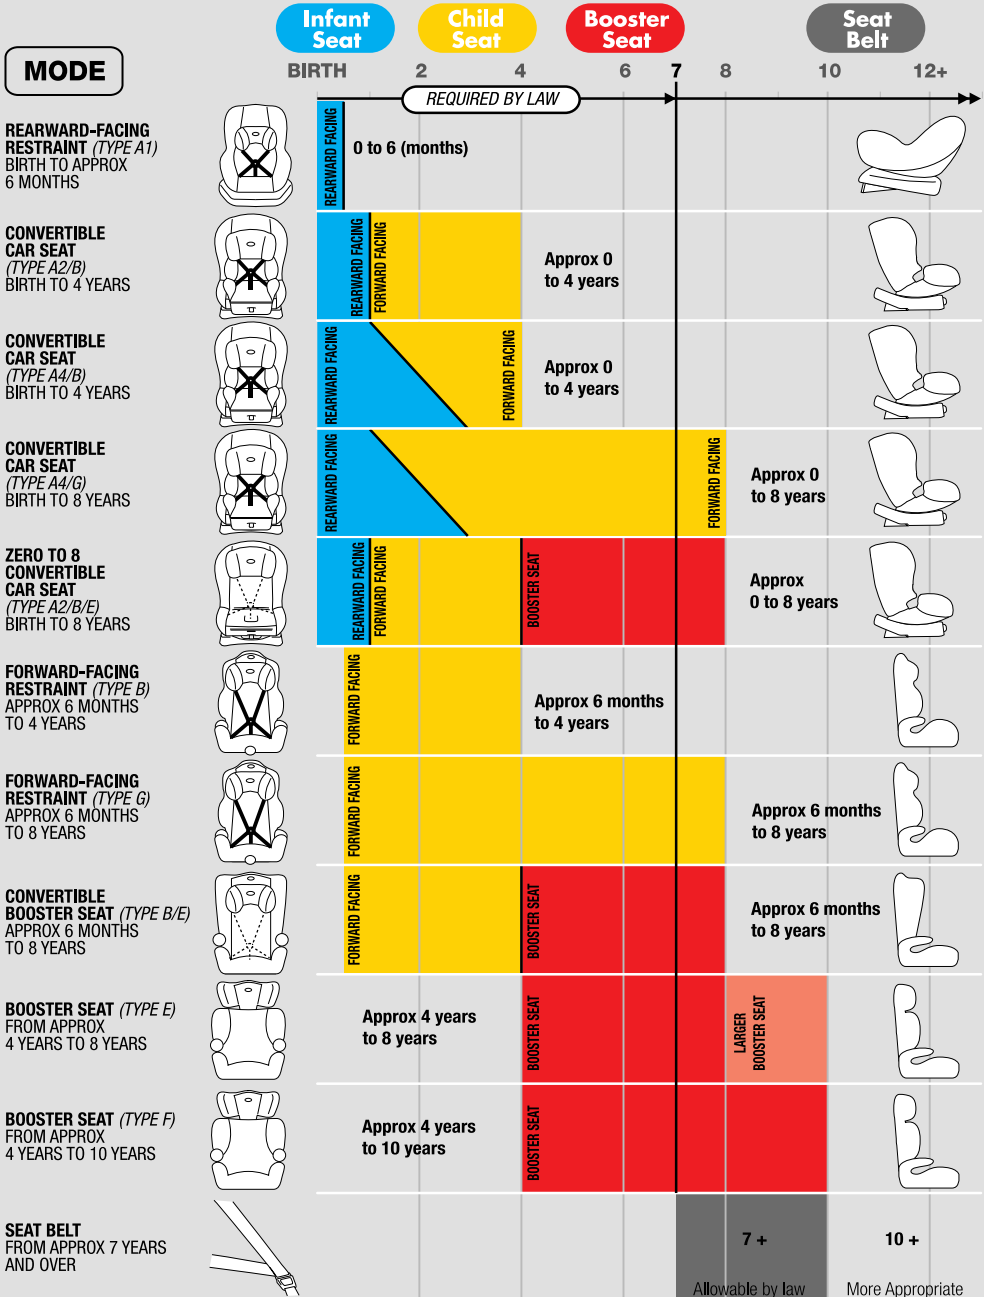 Infant
Seat
Child
Seat
Booster
Seat
Seat
Belt
MODE
BIRTH 2 4 6 7 8 10 12+
REQUIRED BY LAW
REARWARD-FACING
RESTRAINT (TYPE A1)
BIRTH TO APPROX
6 MONTHS
REARWARD FACING
0 to 6 (months)
CONVERTIBLE
CAR SEAT
(TYPE A2/B)
BIRTH TO 4 YEARS
REARWARD FACING
FORWARD FACING
Approx 0
to 4 years
CONVERTIBLE
CAR SEAT
(TYPE A4/B)
BIRTH TO 4 YEARS
REARWARD FACING
FORWARD FACING
Approx 0
to 4 years
CONVERTIBLE
CAR SEAT
(TYPE A4/G)
BIRTH TO 8 YEARS
REARWARD FACING
FORWARD FACING
Approx 0
to 8 years
ZERO TO 8
CONVERTIBLE
CAR SEAT
(TYPE A2/B/E)
BIRTH TO 8 YEARS
REARWARD FACING
FORWARD FACING
BOOSTER SEAT
Approx
0 to 8 years
FORWARD-FACING
RESTRAINT (TYPE B)
APPROX 6 MONTHS
TO 4 YEARS
FORWARD FACING
Approx 6 months
to 4 years
FORWARD-FACING
RESTRAINT (TYPE G)
APPROX 6 MONTHS
TO 8 YEARS
FORWARD FACING
Approx 6 months
to 8 years
CONVERTIBLE
BOOSTER SEAT (TYPE B/E)
APPROX 6 MONTHS
TO 8 YEARS
FORWARD FACING
BOOSTER SEAT
Approx 6 months
to 8 years
BOOSTER SEAT (TYPE E)
FROM APPROX
4 YEARS TO 8 YEARS
Approx 4 years
to 8 years
BOOSTER SEAT
LARGER
BOOSTER SEAT
BOOSTER SEAT (TYPE F)
FROM APPROX
4 YEARS TO 10 YEARS
Approx 4 years
to 10 years
BOOSTER SEAT
SEAT BELT
FROM APPROX 7 YEARS
AND OVER
7 +
Allowable by law
10 +
More Appropriate